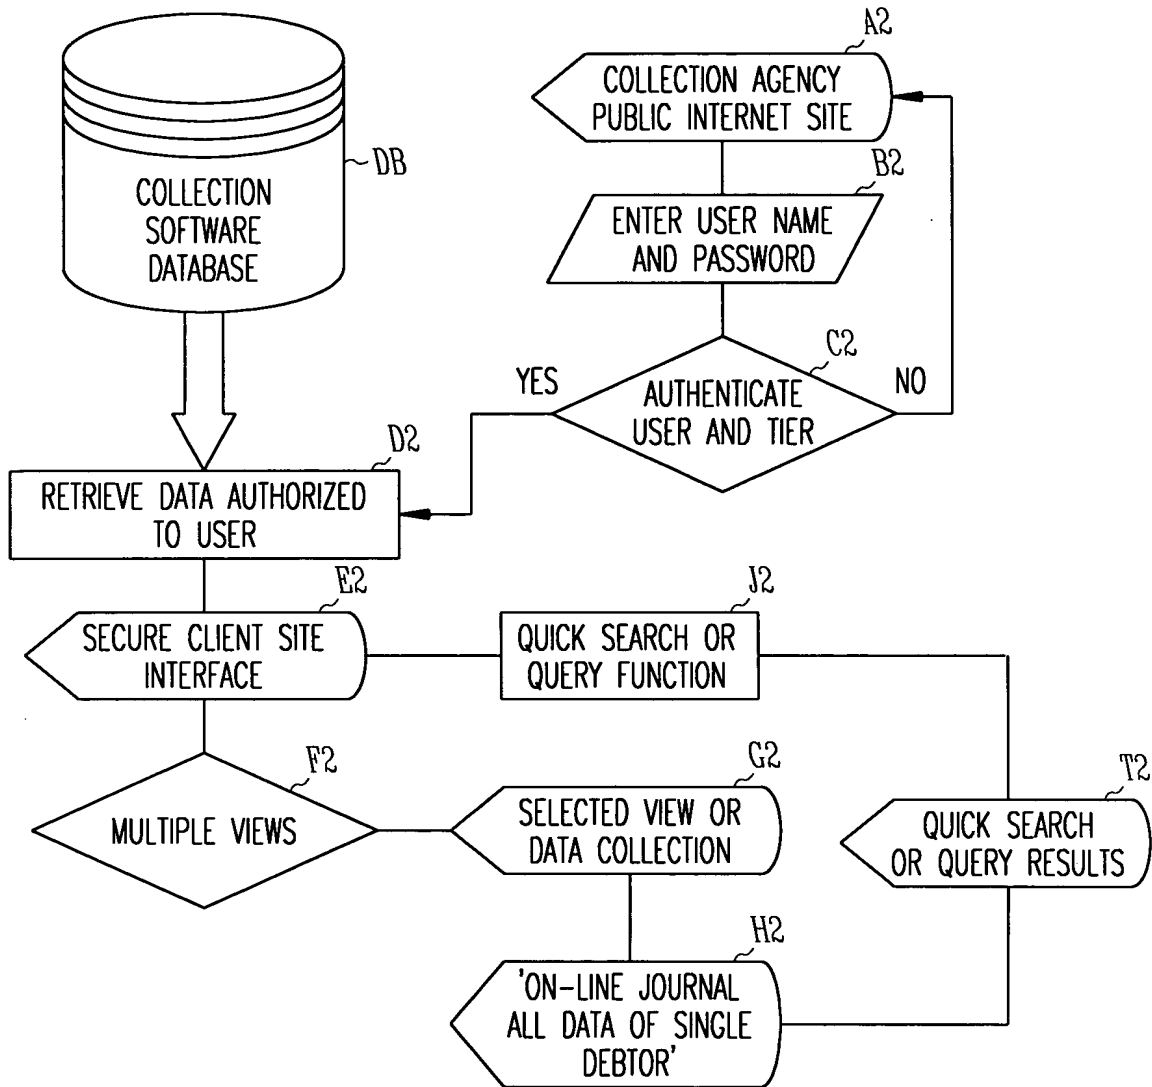 A2
COLLECTION AGENCY
PUBLIC INTERNET SITE
DB
COLLECTION
SOFTWARE
DATABASE
B2
ENTER USER NAME
AND PASSWORD
C2
YES
NO
AUTHENTICATE
USER AND TIER
D2
RETRIEVE DATA AUTHORIZED
TO USER
E2
SECURE CLIENT SITE
INTERFACE
J2
QUICK SEARCH OR
QUERY FUNCTION
F2
MULTIPLE VIEWS
G2
SELECTED VIEW OR
DATA COLLECTION
T2
QUICK SEARCH
OR QUERY RESULTS
H2
'ON-LINE JOURNAL
ALL DATA OF SINGLE
DEBTOR'